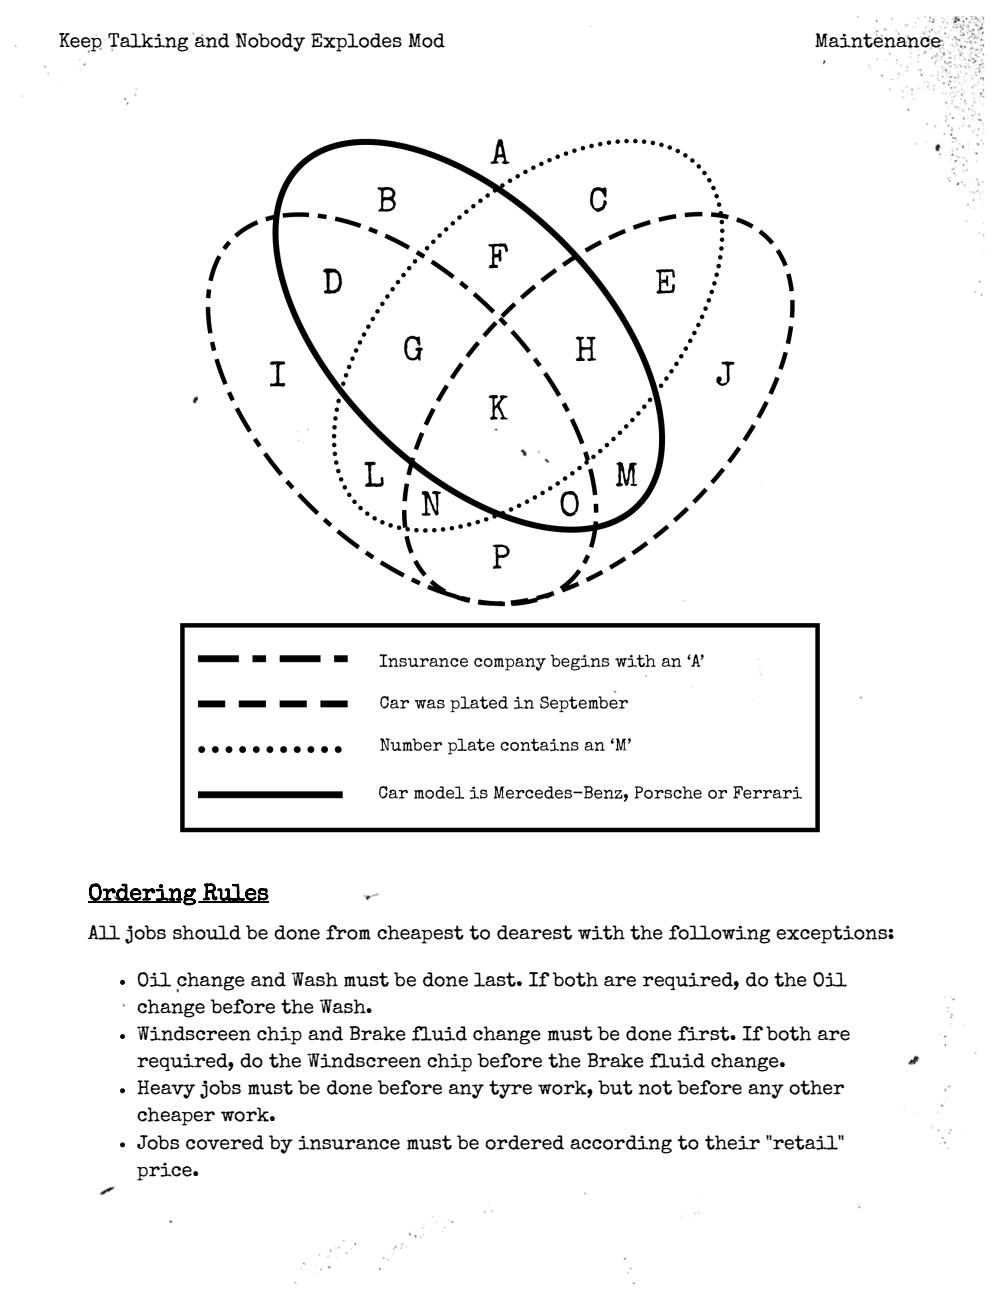 Keep Talking and Nobody Explodes Mod
Maintenance
A
B
C
F
D
E
G
H
I
J
K
L
M
N
O
P
Insurance company begins with an ‘A’
Car was plated in September
Number plate contains an ‘M’
Car model is Mercedes-Benz, Porsche or Ferrari
Ordering Rules
All jobs should be done from cheapest to dearest with the following exceptions:
• Oil change and Wash must be done last. If both are required, do the Oil
change before the Wash.
• Windscreen chip and Brake fluid change must be done first. If both are
required, do the Windscreen chip before the Brake fluid change.
• Heavy jobs must be done before any tyre work, but not before any other
cheaper work.
• Jobs covered by insurance must be ordered according to their "retail"
price.